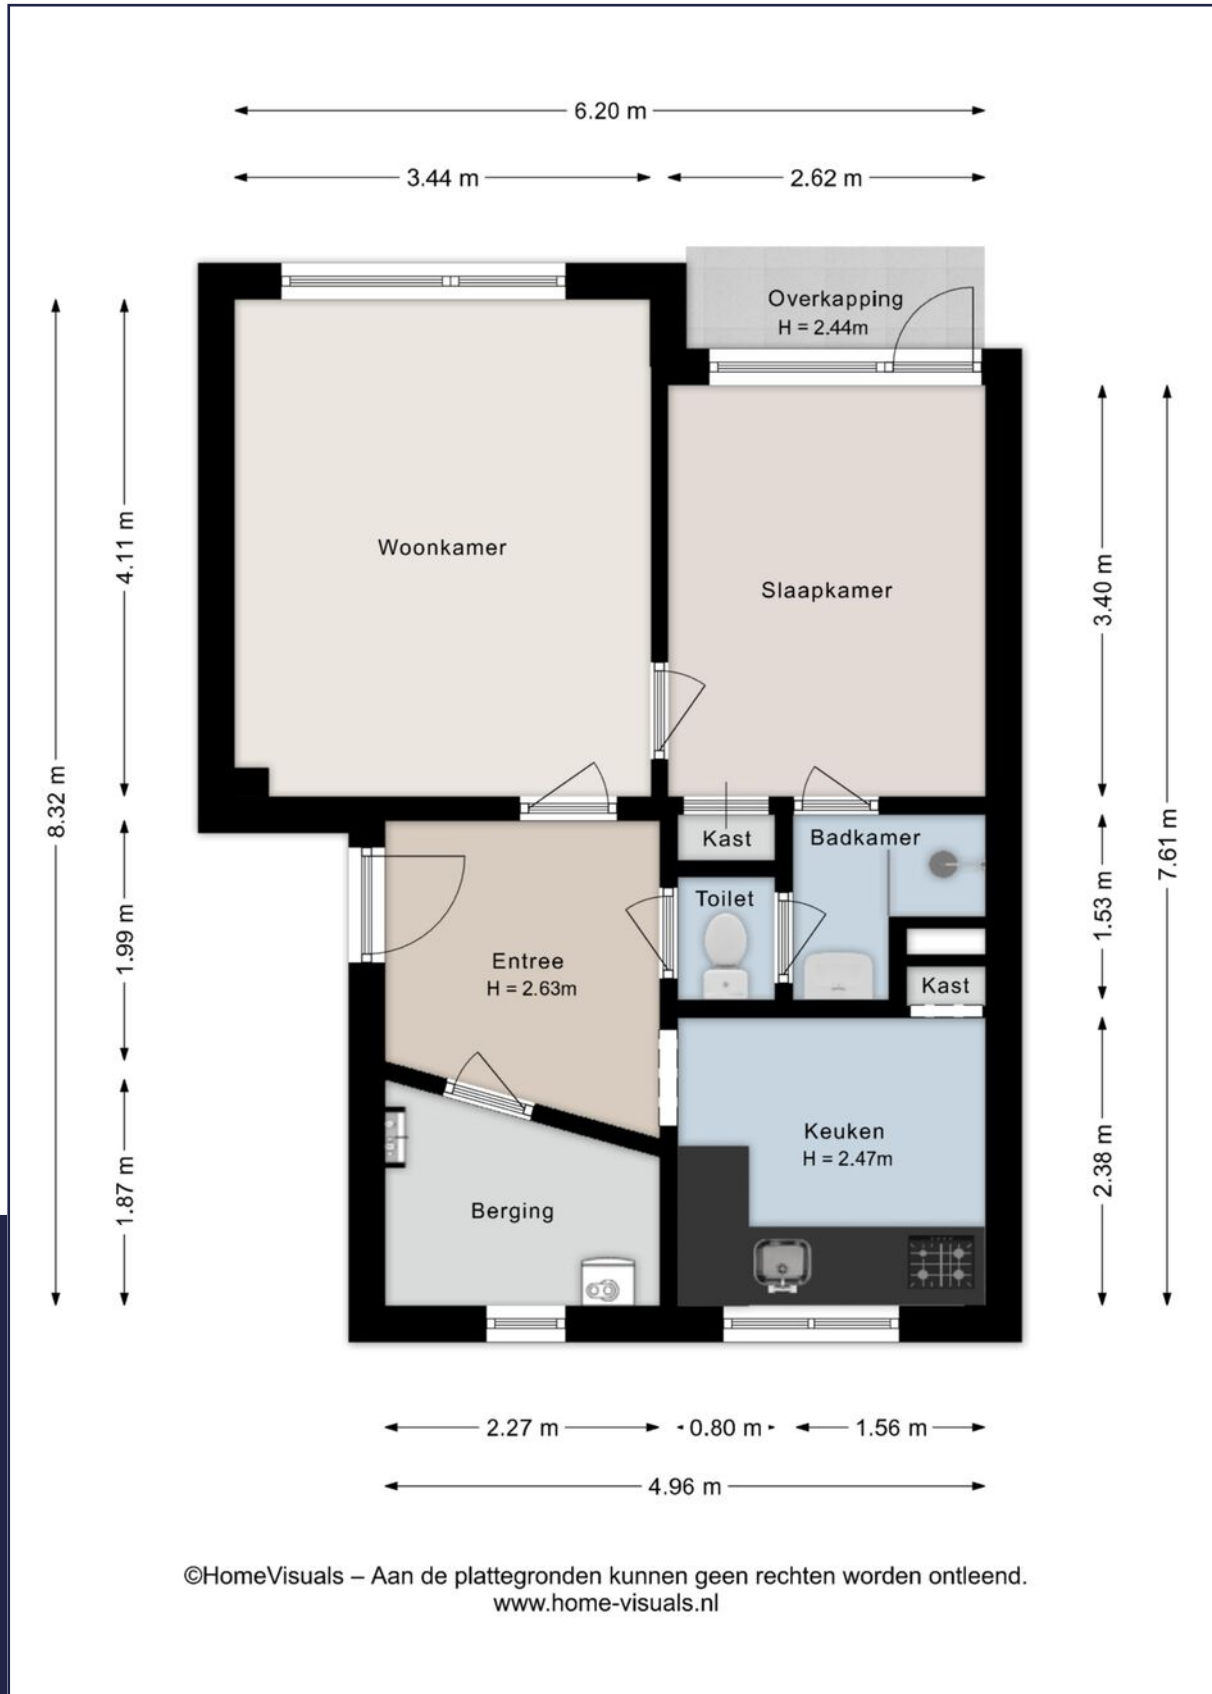 6.20 m
3.44 m
2.62 m
Overkapping
H = 2.44m
4.11 m
Woonkamer
Slaapkamer
3.40 m
8.32 m
Kast
Badkamer
7.61 m
Toilet
1.53 m
1.99 m
Entree
H = 2.63m
Kast
Keuken
H = 2.47m
2.38 m
1.87 m
Berging
2.27 m
0.80 m
1.56 m
4.96 m
©HomeVisuals – Aan de plattegronden kunnen geen rechten worden ontleend.
www.home-visuals.nl